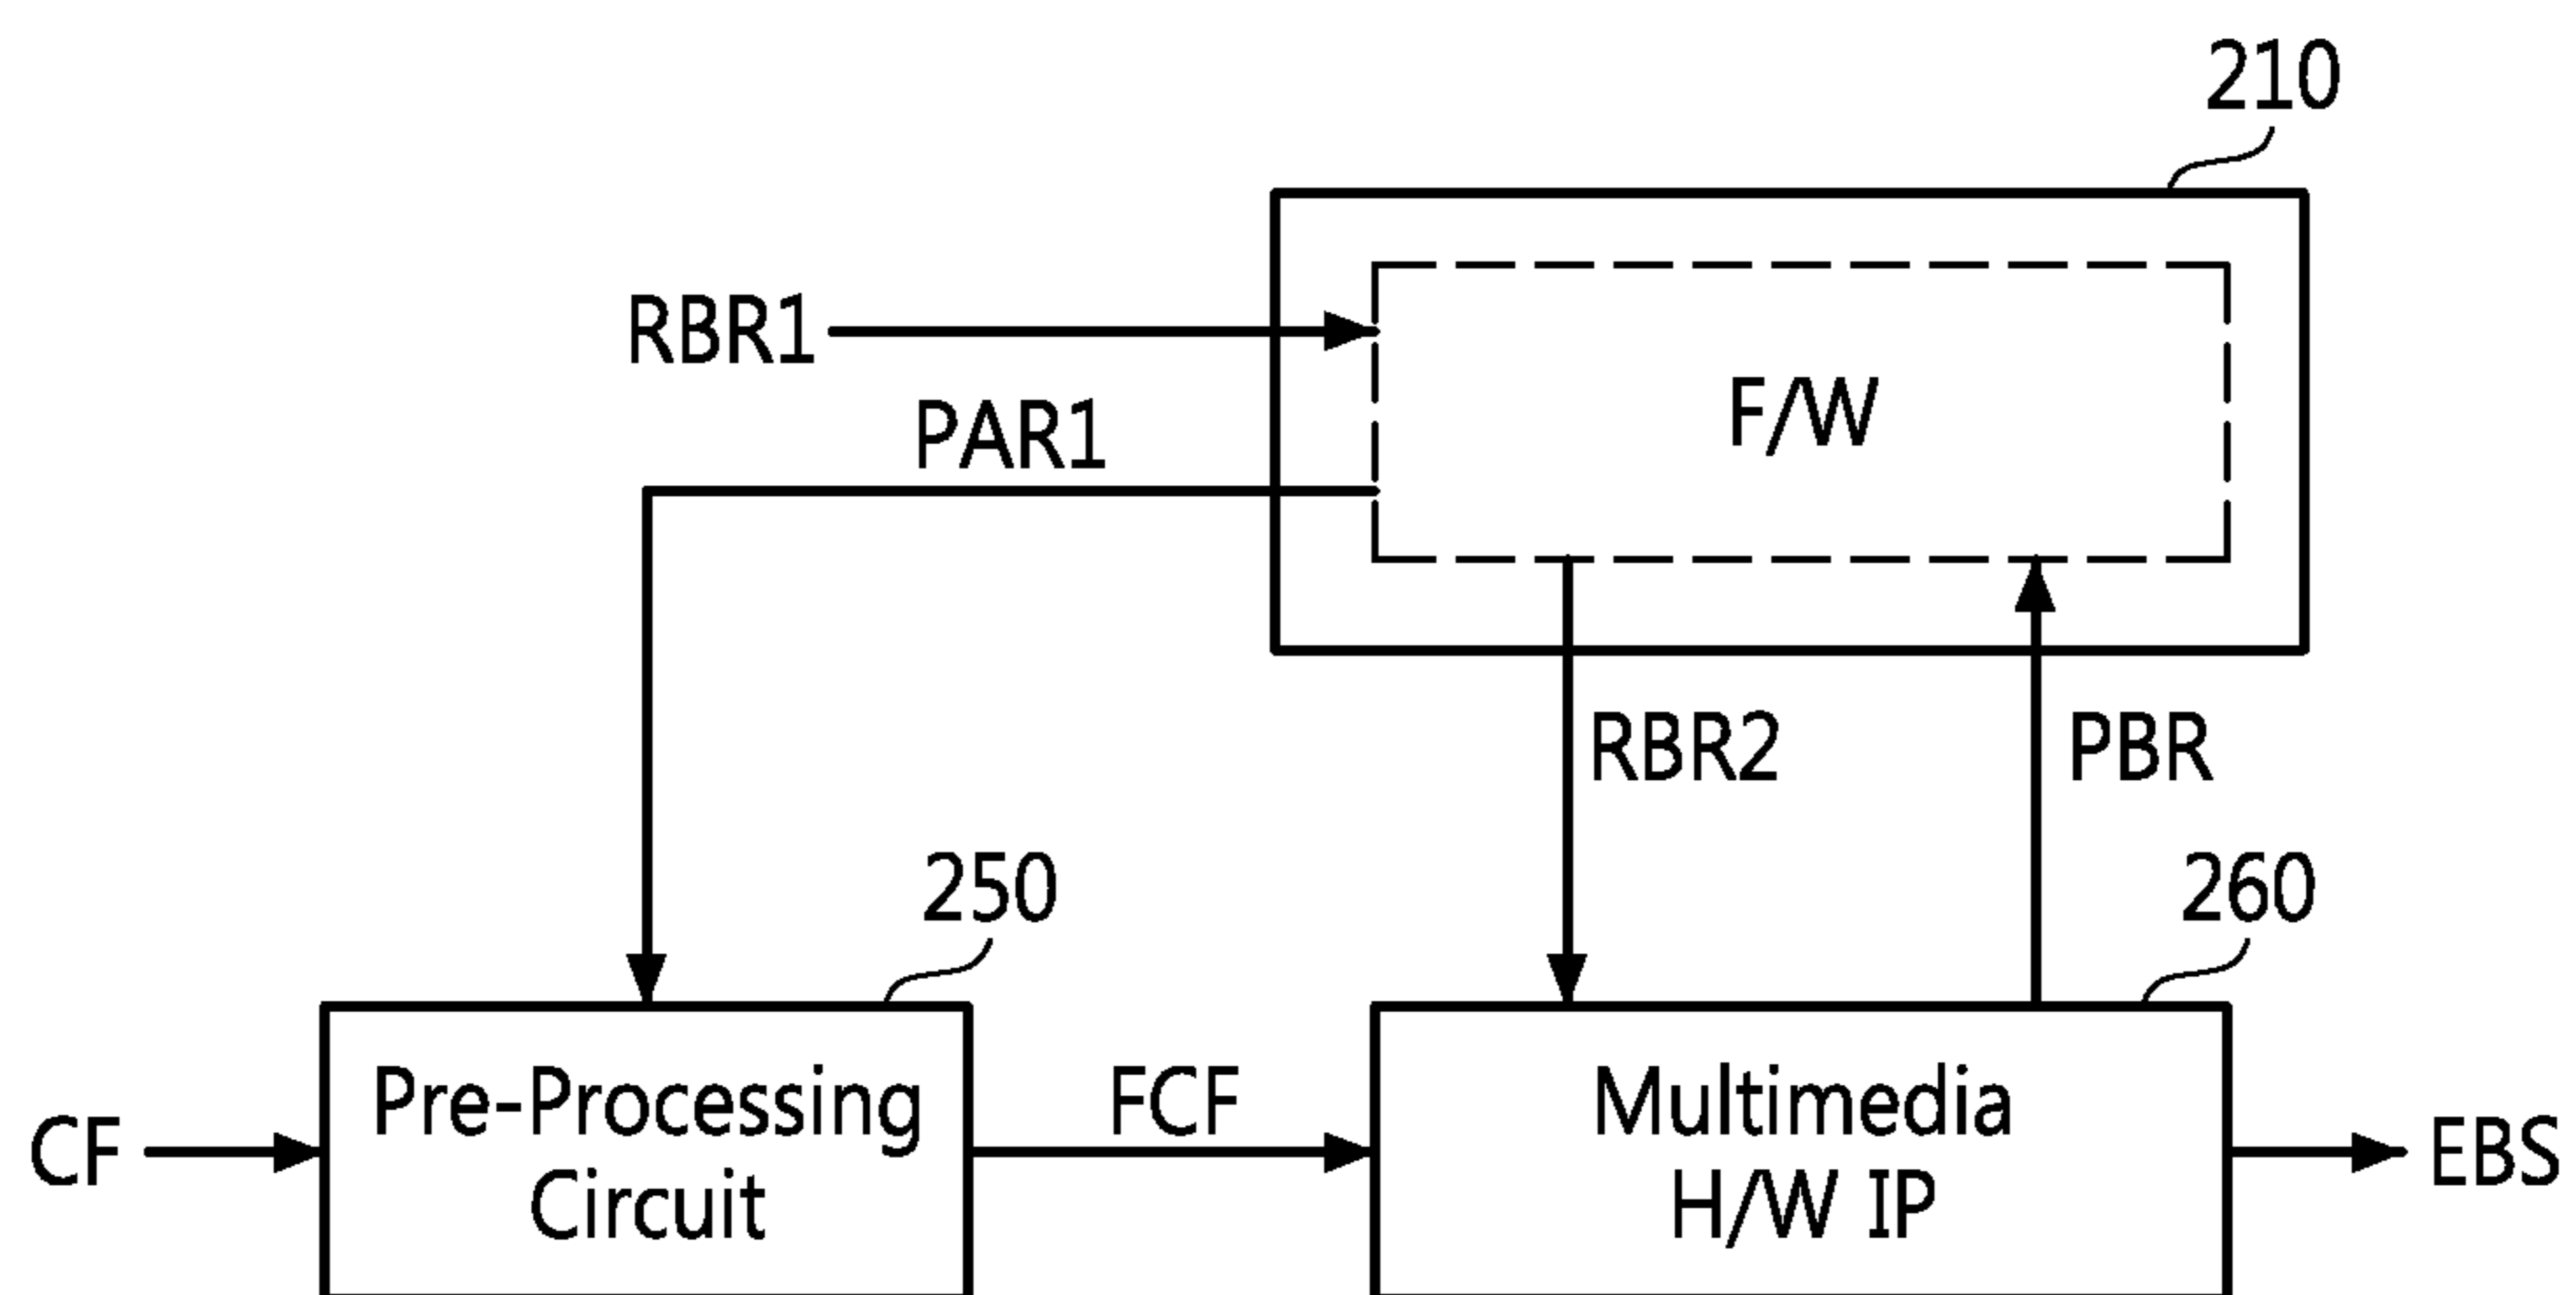 210
RBR1
PAR1
F/W
RBR2
PBR
250
260
CF
Pre-Processing
Circuit
FCF
Multimedia
H/W IP
EBS